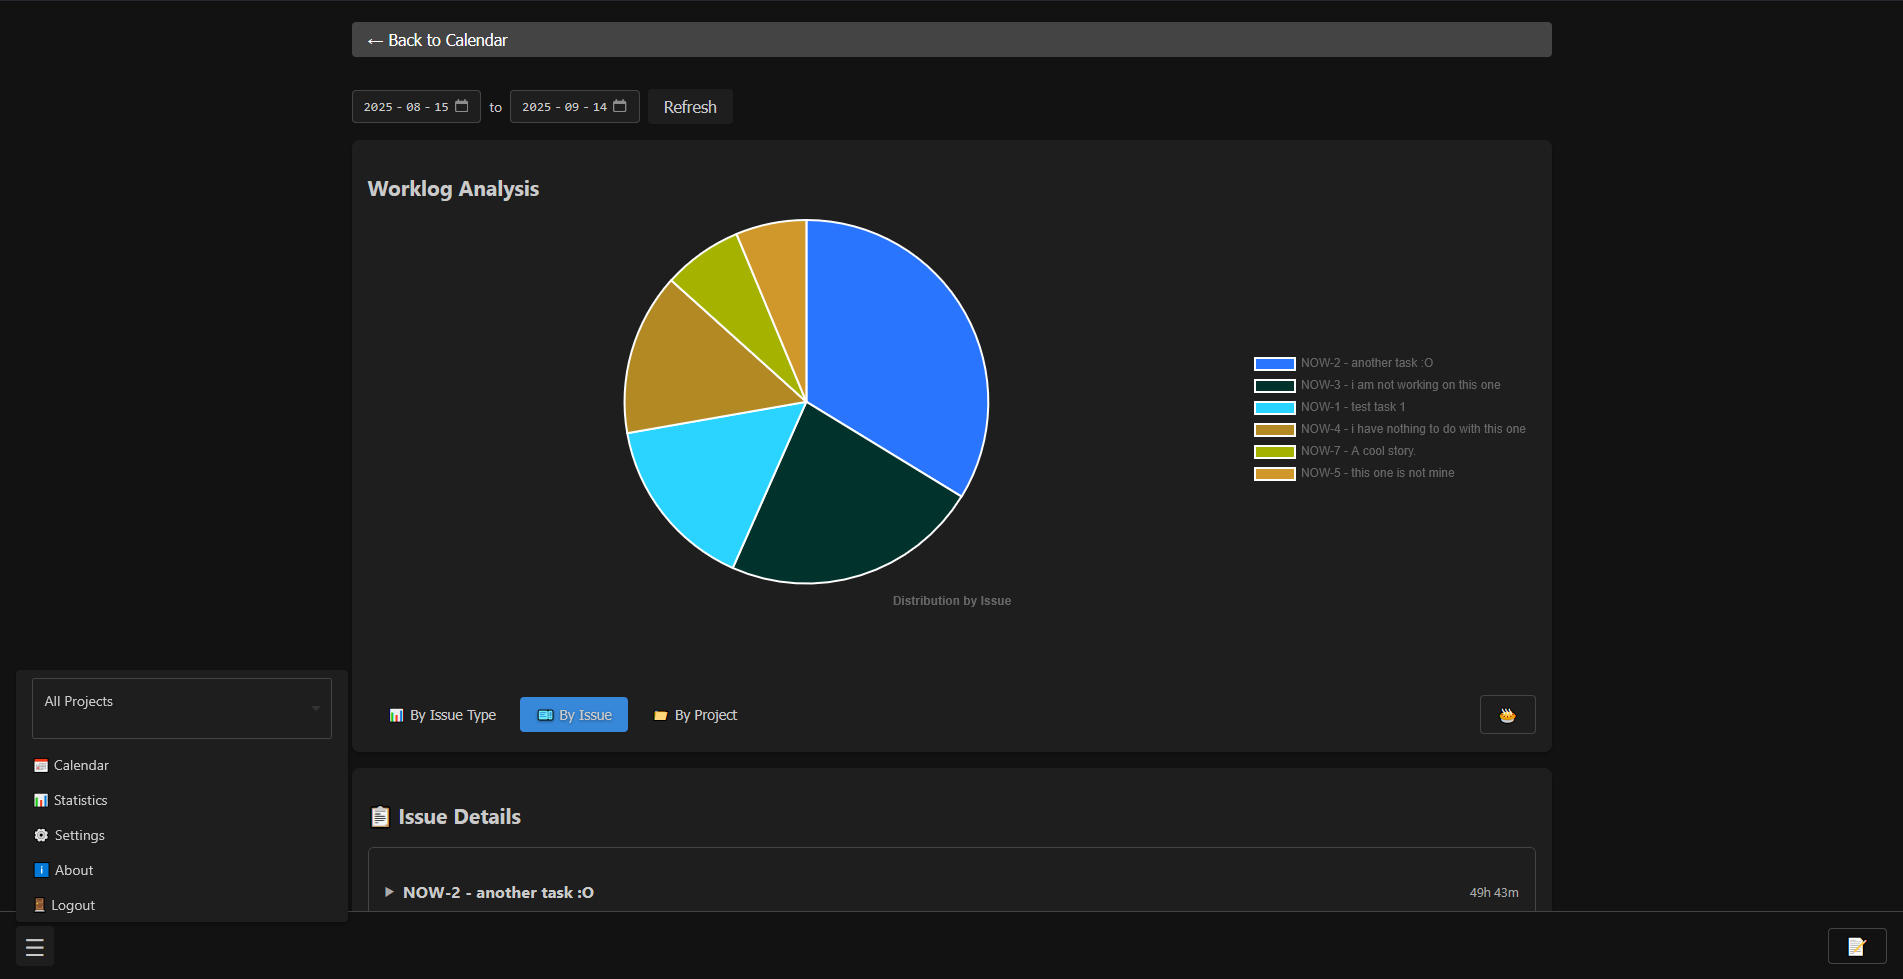 ← Back to Calendar
2025 - 08 - 15 to 2025 - 09 - 14 Refresh
Worklog Analysis
NOW-2 - another task :O
NOW-3 - i am not working on this one
NOW-1 - test task 1
NOW-4 - i have nothing to do with this one
NOW-7 - A cool story.
NOW-5 - this one is not mine
Distribution by Issue
By Issue Type By Issue By Project
Issue Details
NOW-2 - another task :O 49h 43m
All Projects
Calendar
Statistics
Settings
About
Logout